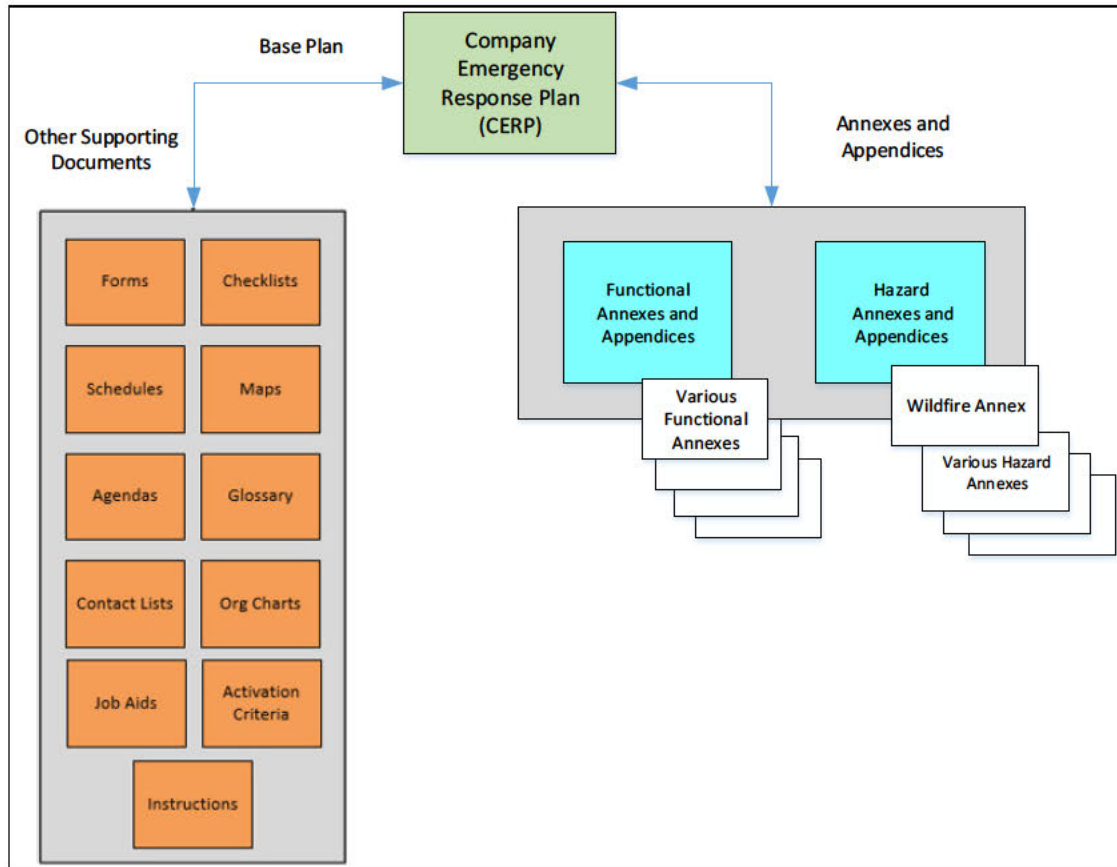 Base Plan
Company
Emergency
Response Plan
(CERP)
Other Supporting
Documents
Annexes and
Appendices
Forms
Checklists
Schedules
Maps
Agendas
Glossary
Contact Lists
Org Charts
Job Aids
Activation
Criteria
Instructions
Functional
Annexes and
Appendices
Various
Functional
Annexes
Hazard
Annexes and
Appendices
Wildfire Annex
Various Hazard
Annexes